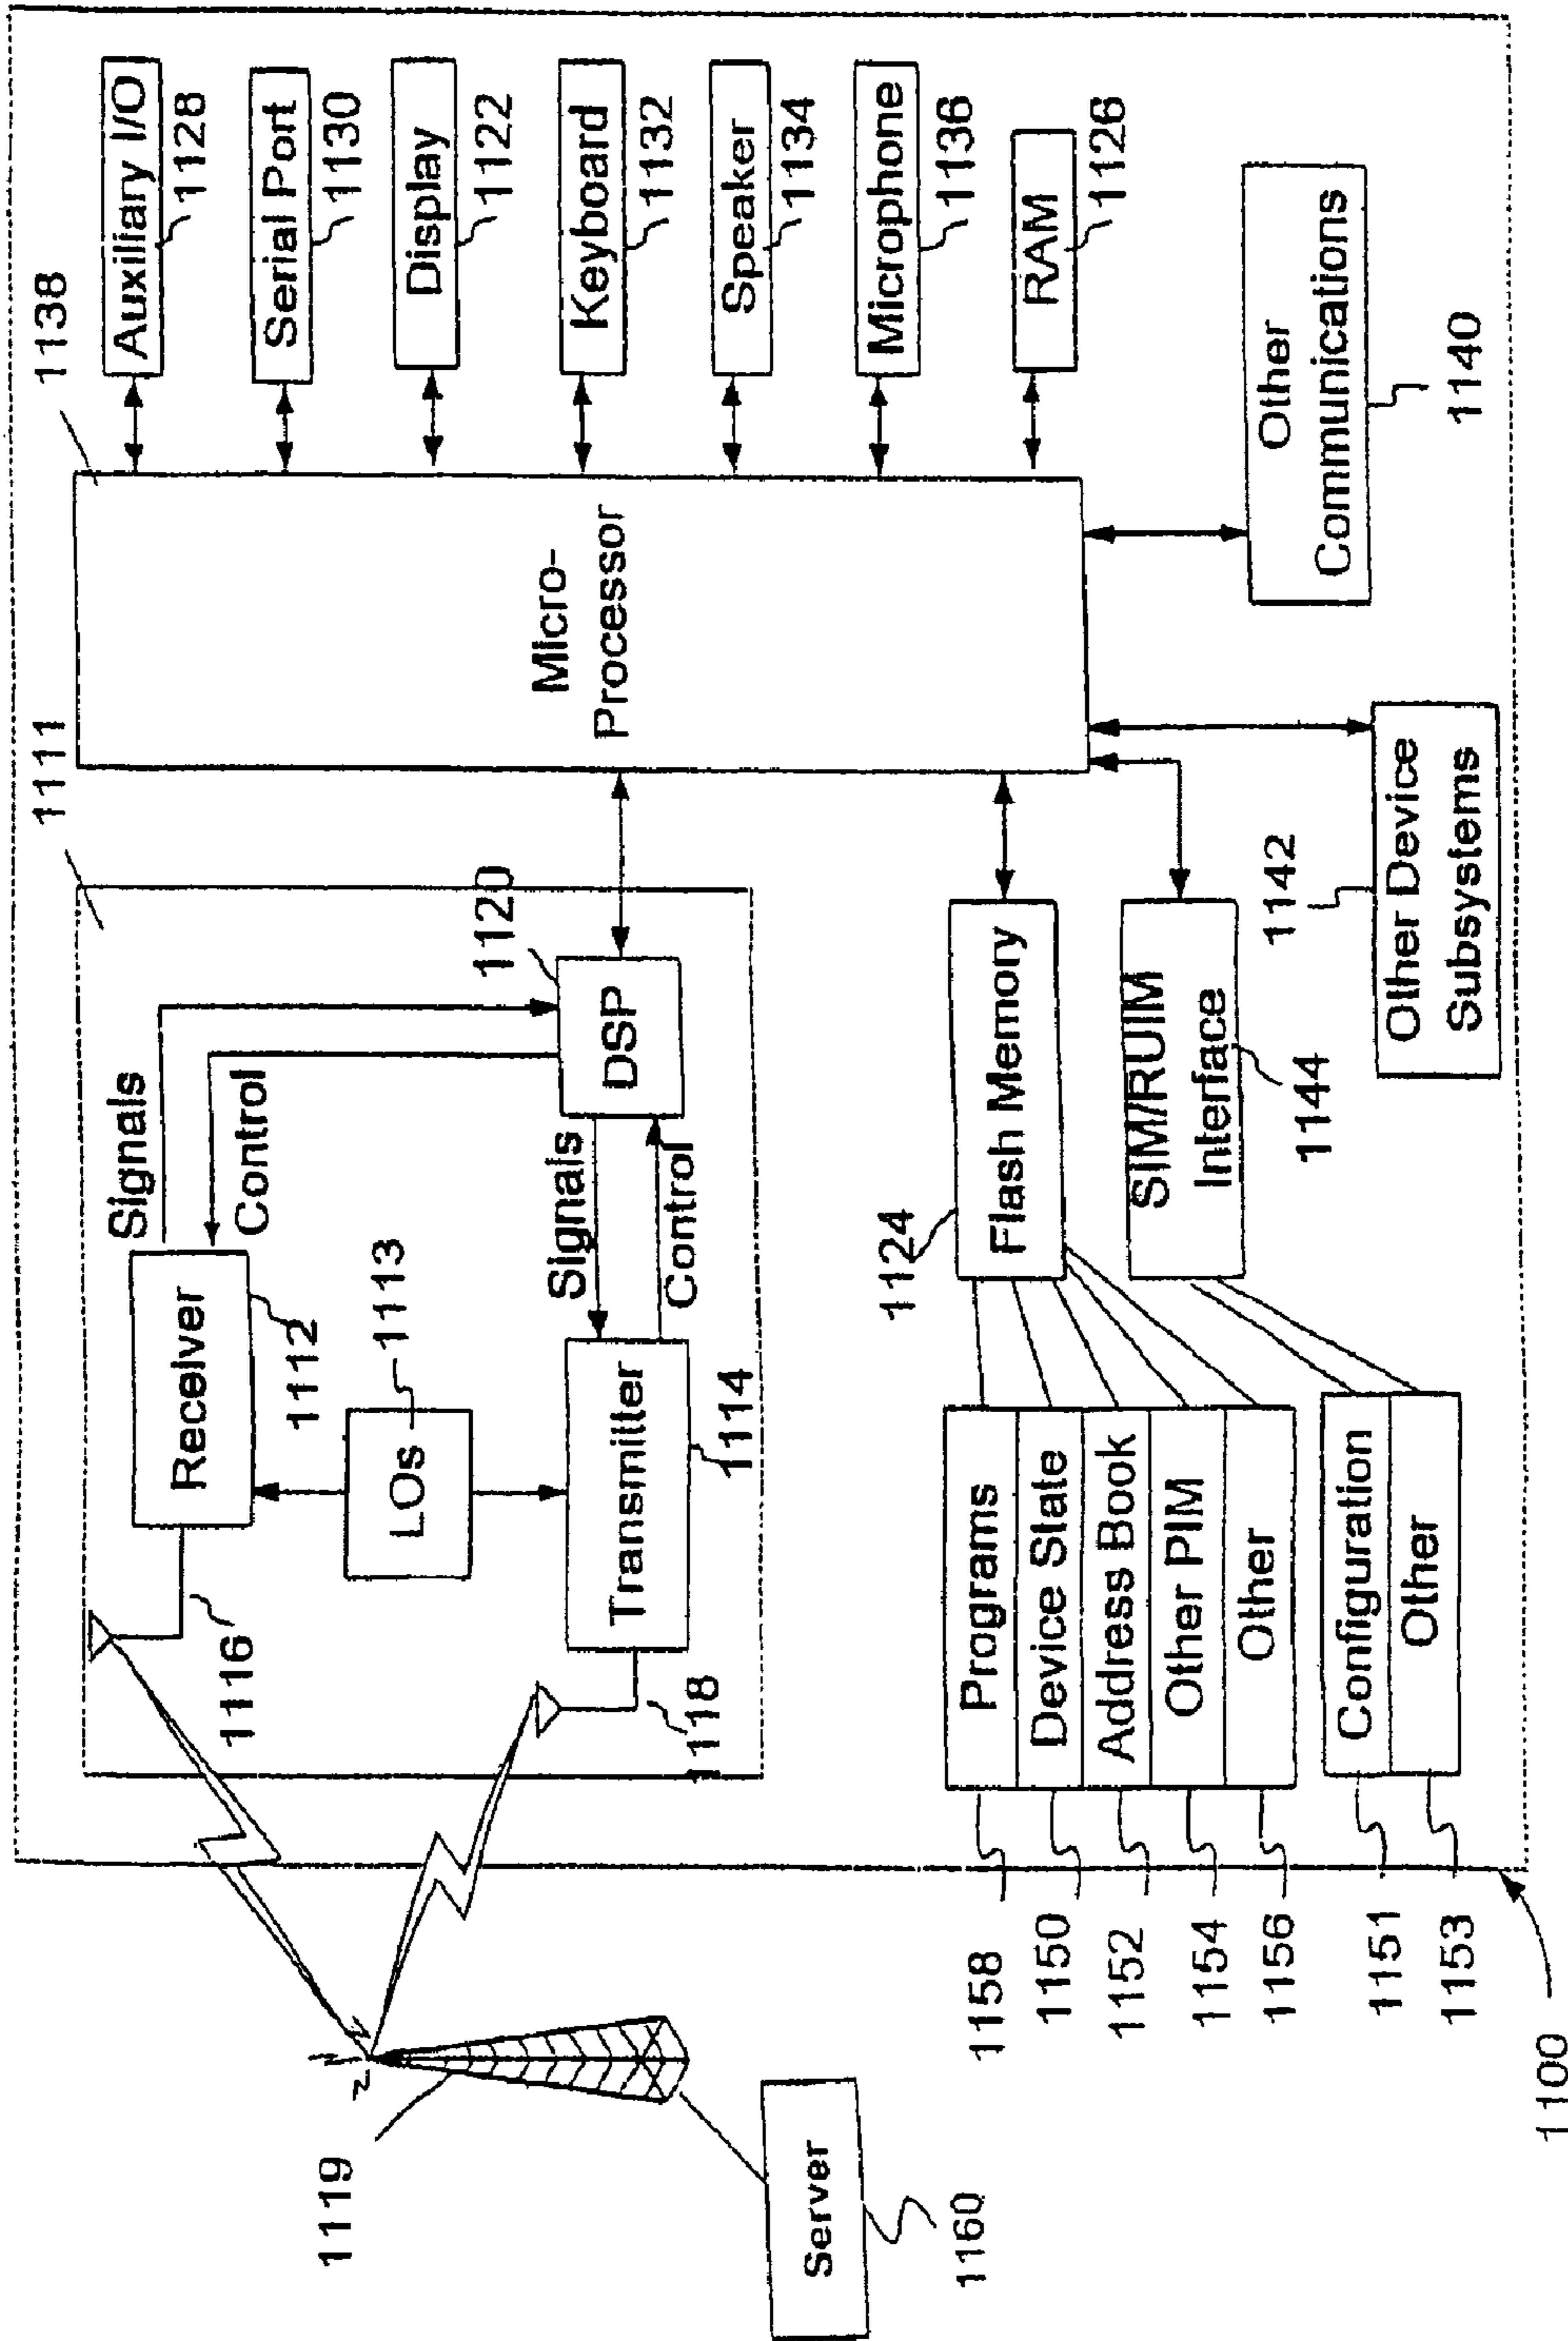 1138
1111
Auxiliary I/O
1128
Serial Port
1130
Display
1122
Keyboard
1132
Speaker
1134
Microphone
1136
RAM
1126
Other
Communications
1140
Micro-
Processor
Signals
Control
1120
DSP
Signals
Control
Receiver
1112
1113
LOs
Transmitter
1114
1116
1118
1124
Flash Memory
SIM/RUIM
Interface
1144
1142
Other Device
Subsystems
Programs
Device State
Address Book
Other PIM
Other
Configuration
Other
1158
1150
1152
1154
1156
1151
1153
1100
1119
Server
1160